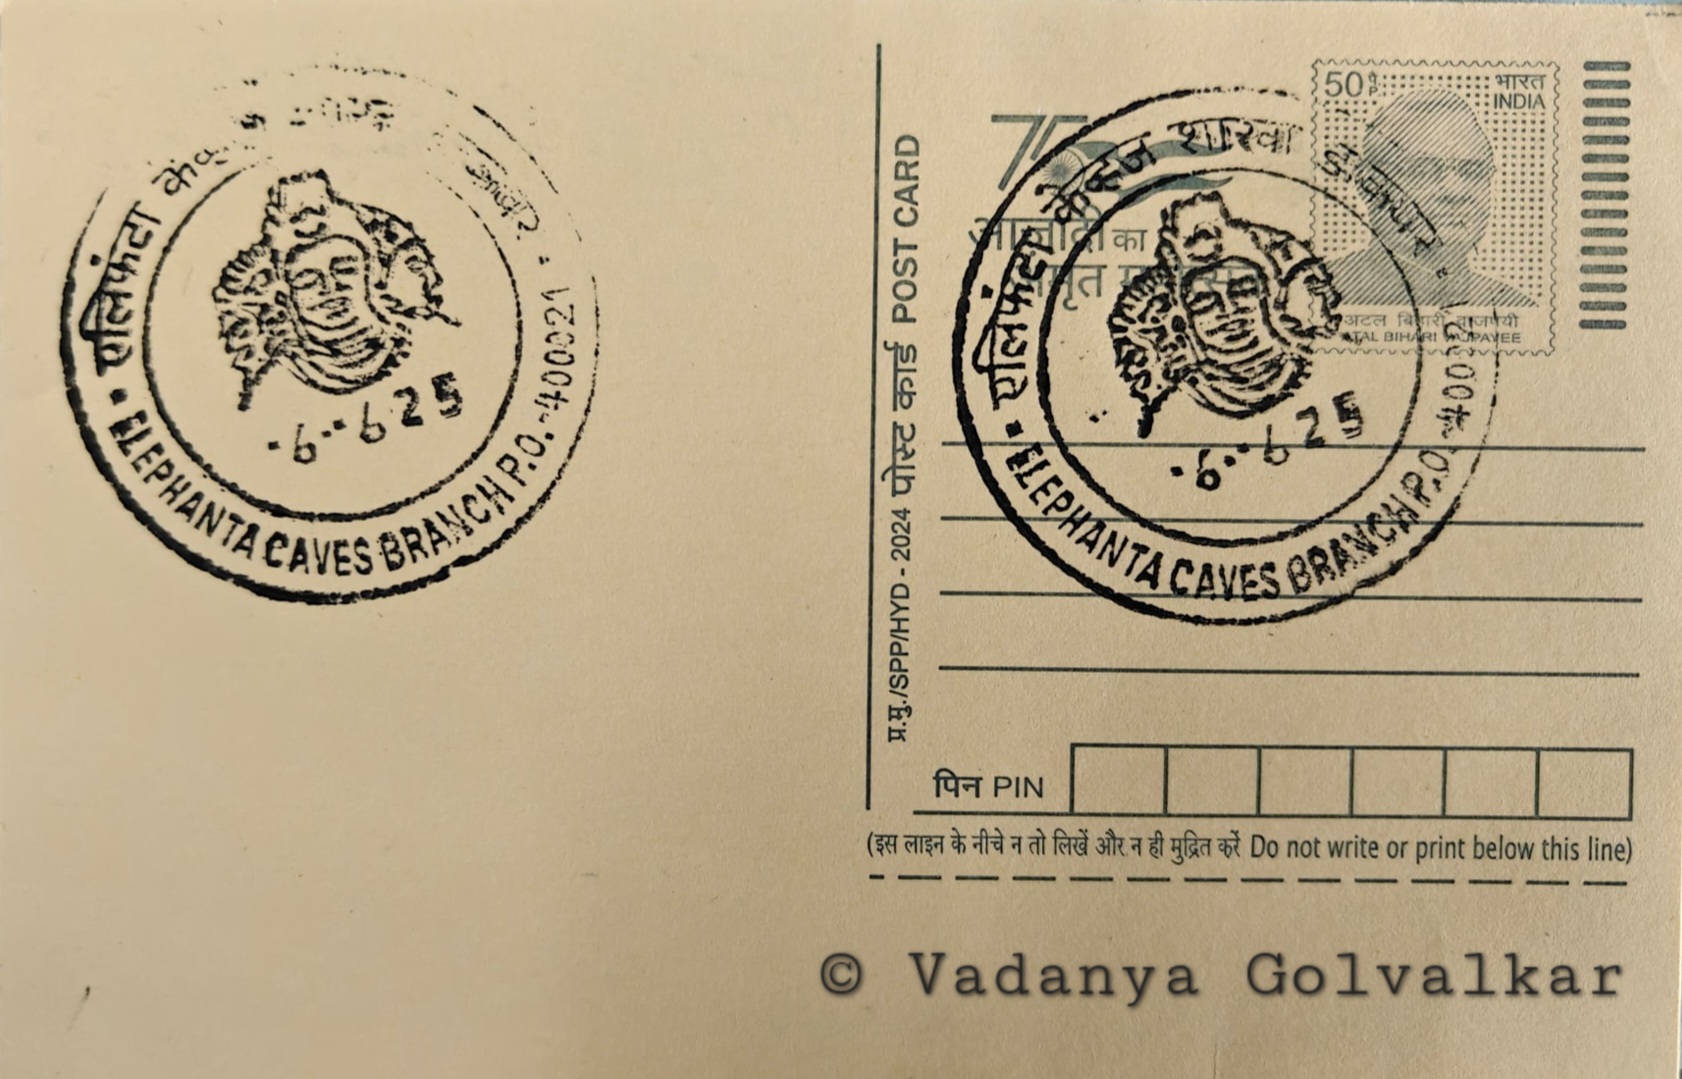 एलिफंटा
ELEPHANTA CAVES BRANCH P.O.-400021
.6..6 25
75
आज़ादी का
अमृत महोत्सव
50 पै. P.
भारत
INDIA
अटल बिहारी वाजपेयी
ATAL BIHARI VAJPAYEE
एलिफंटा केव्हज शाखा डाकघर
ELEPHANTA CAVES BRANCH P.O.-400021
.6..6 25
प्र.मु./SPP/HYD - 2024 पोस्ट कार्ड POST CARD
पिन PIN
(इस लाइन के नीचे न तो लिखें और न ही मुद्रित करें Do not write or print below this line)
© Vadanya Golvalkar